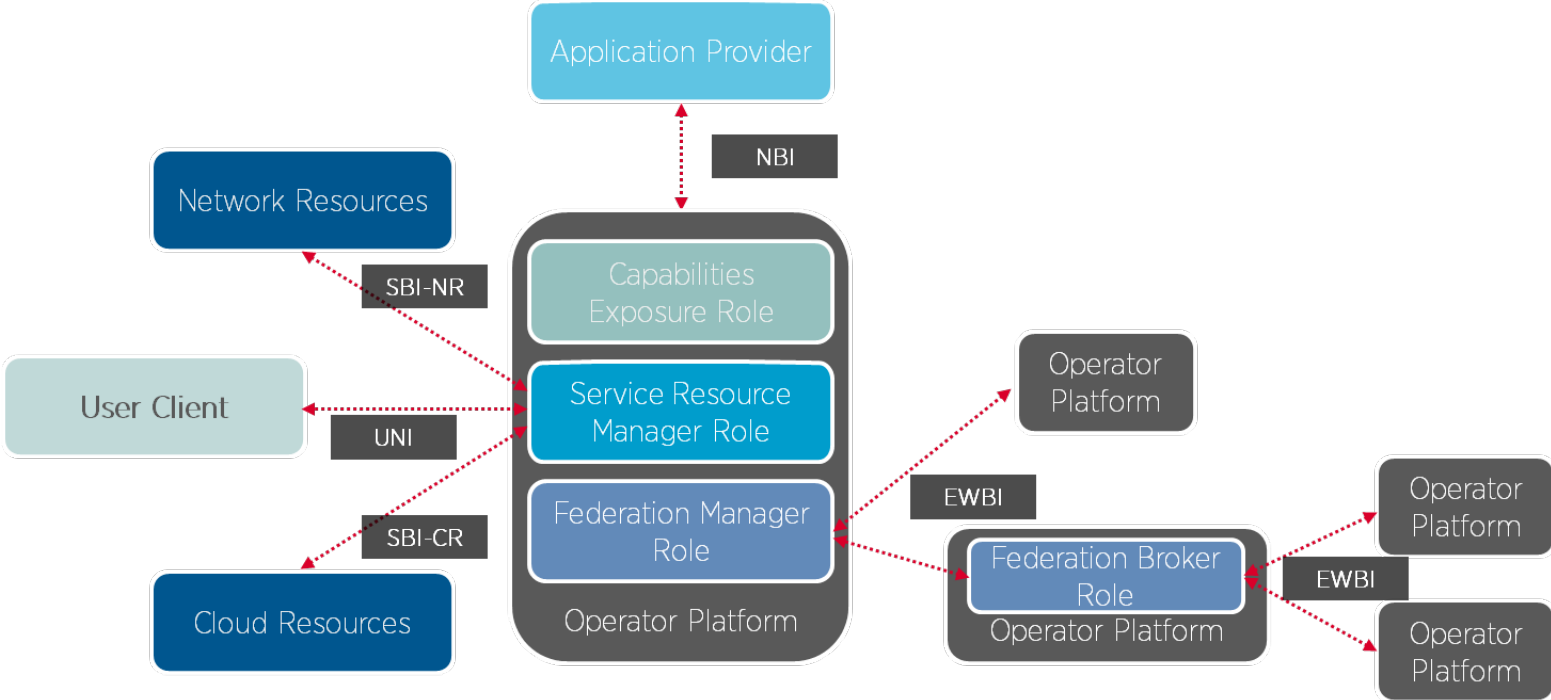 Application Provider
NBI
Network Resources
SBI-NR
Capabilities
Exposure Role
User Client
UNI
Service Resource
Manager Role
SBI-CR
Cloud Resources
Federation Manager
Role
Operator Platform
Operator
Platform
EWBI
Federation Broker
Role
Operator Platform
EWBI
Operator
Platform
Operator
Platform